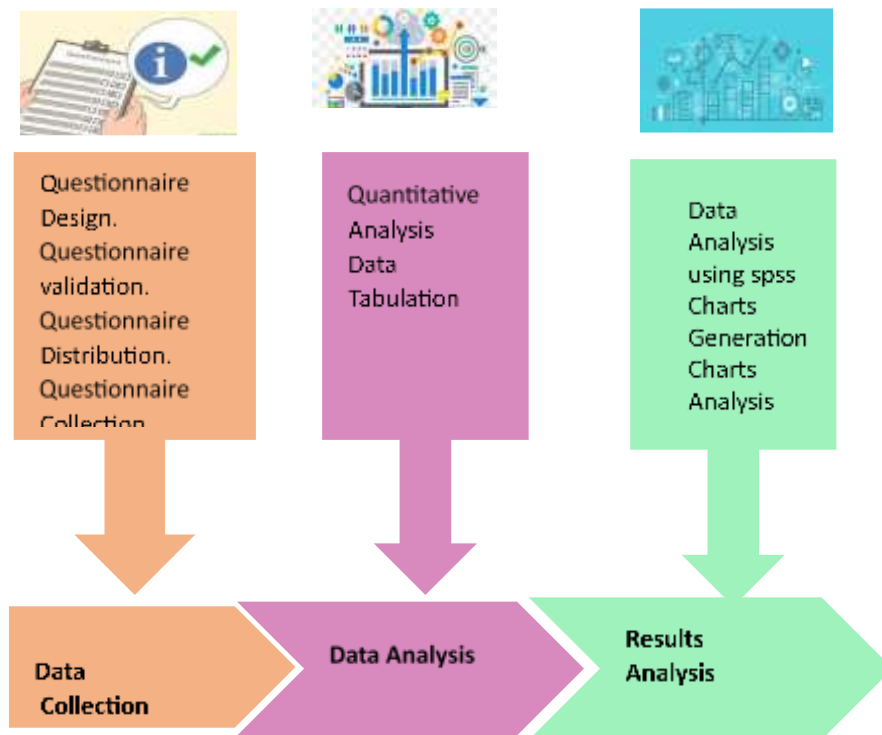 Questionnaire
Design.
Questionnaire
validation.
Questionnaire
Distribution.
Questionnaire
Collection
Quantitative
Analysis
Data
Tabulation
Data
Analysis
using spss
Charts
Generation
Charts
Analysis
Data
Collection
Data Analysis
Results
Analysis